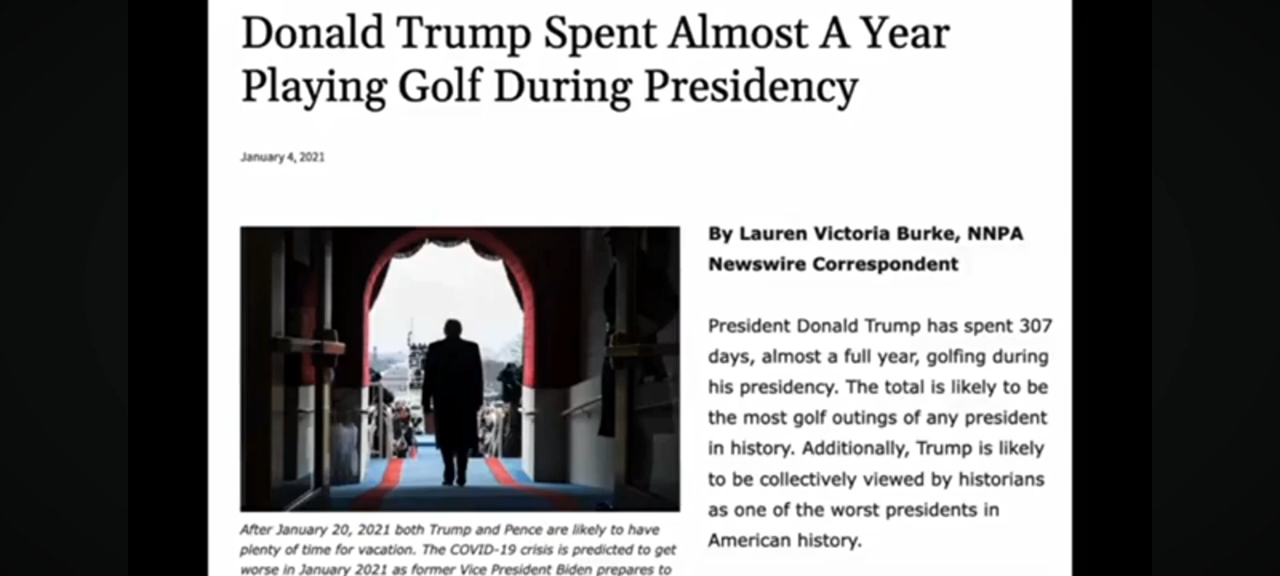 Donald Trump Spent Almost A Year
Playing Golf During Presidency
January 4, 2021
By Lauren Victoria Burke, NNPA
Newswire Correspondent
President Donald Trump has spent 307
days, almost a full year, golfing during
his presidency. The total is likely to be
the most golf outings of any president
in history. Additionally, Trump is likely
to be collectively viewed by historians
as one of the worst presidents in
American history.
After January 20, 2021 both Trump and Pence are likely to have
plenty of time for vacation. The COVID-19 crisis is predicted to get
worse in January 2021 as former Vice President Biden prepares to